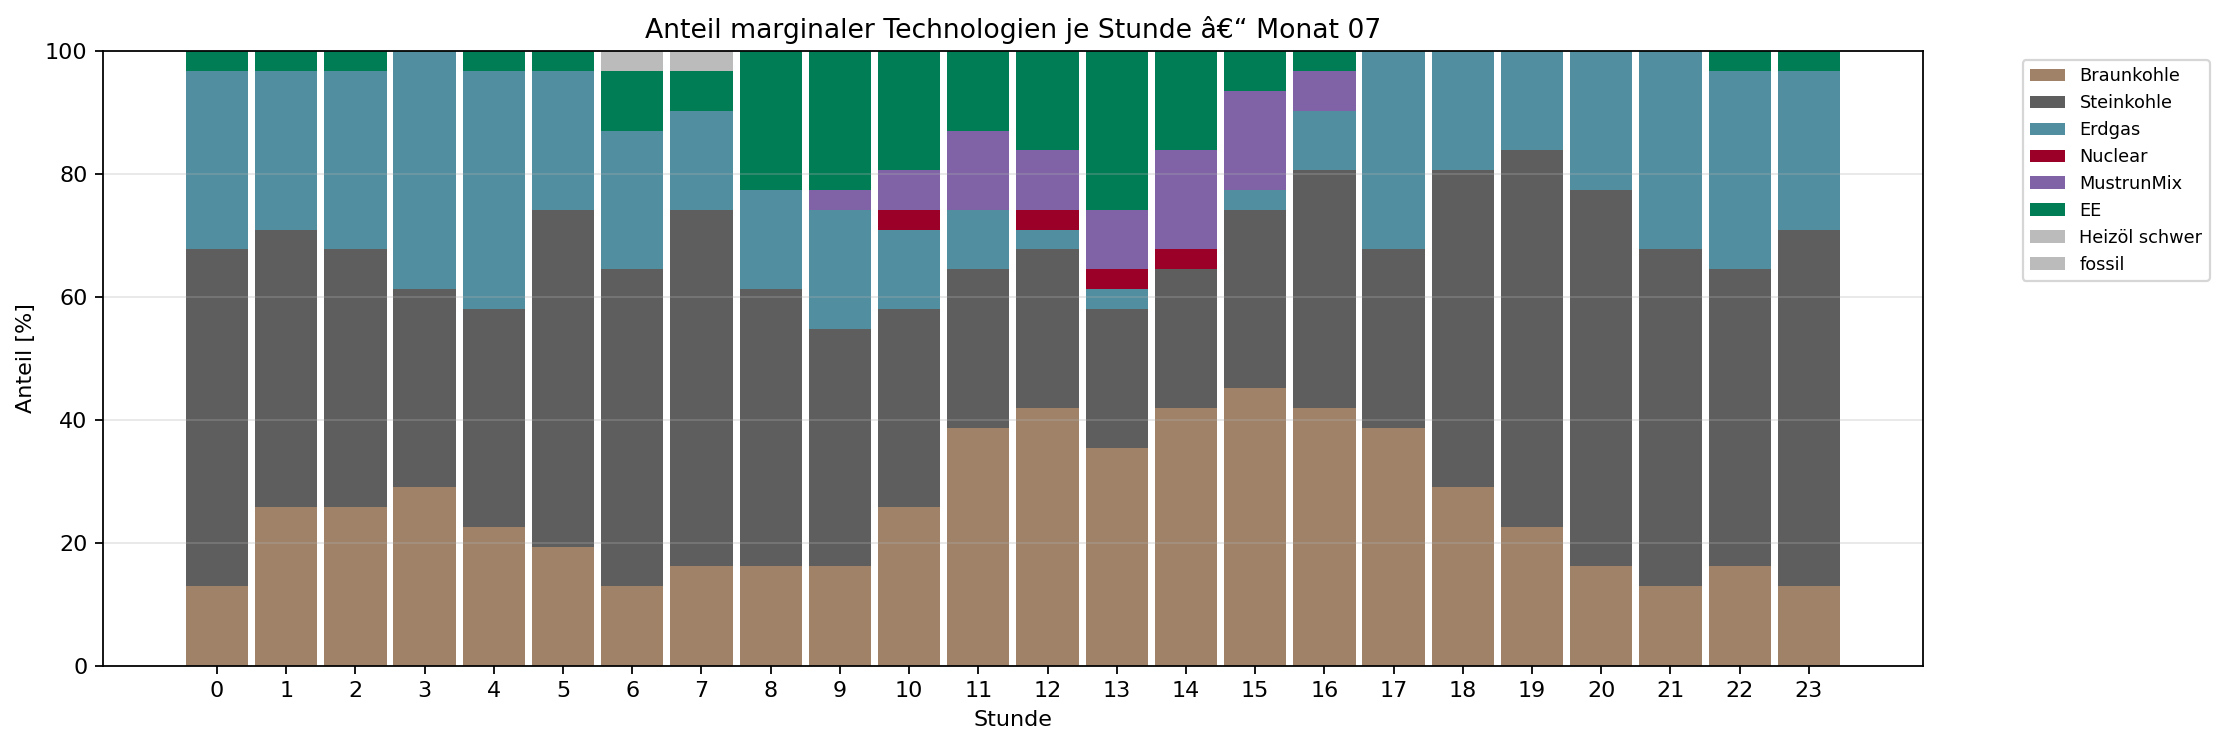 Anteil marginaler Technologien je Stunde â€“ Monat 07
Anteil [%]
100
80
60
40
20
0
0 1 2 3 4 5 6 7 8 9 10 11 12 13 14 15 16 17 18 19 20 21 22 23
Stunde
Braunkohle
Steinkohle
Erdgas
Nuclear
MustrunMix
EE
Heizöl schwer
fossil